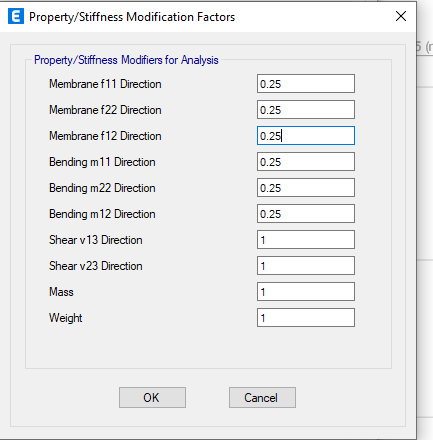 E Property/Stiffness Modification Factors
Property/Stiffness Modifiers for Analysis
Membrane f11 Direction 0.25
Membrane f22 Direction 0.25
Membrane f12 Direction 0.25
Bending m11 Direction 0.25
Bending m22 Direction 0.25
Bending m12 Direction 0.25
Shear v13 Direction 1
Shear v23 Direction 1
Mass 1
Weight 1
OK Cancel